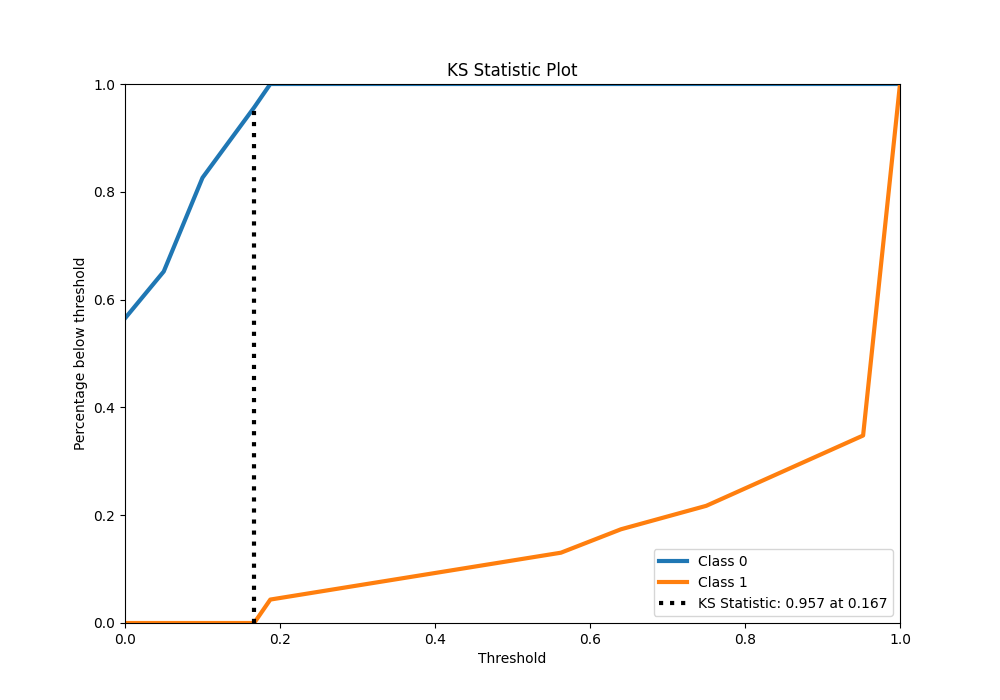 KS Statistic Plot
Percentage below threshold
1.0
0.8
0.6
0.4
0.2
0.0
0.0 0.2 0.4 0.6 0.8 1.0
Threshold
Class 0
Class 1
KS Statistic: 0.957 at 0.167